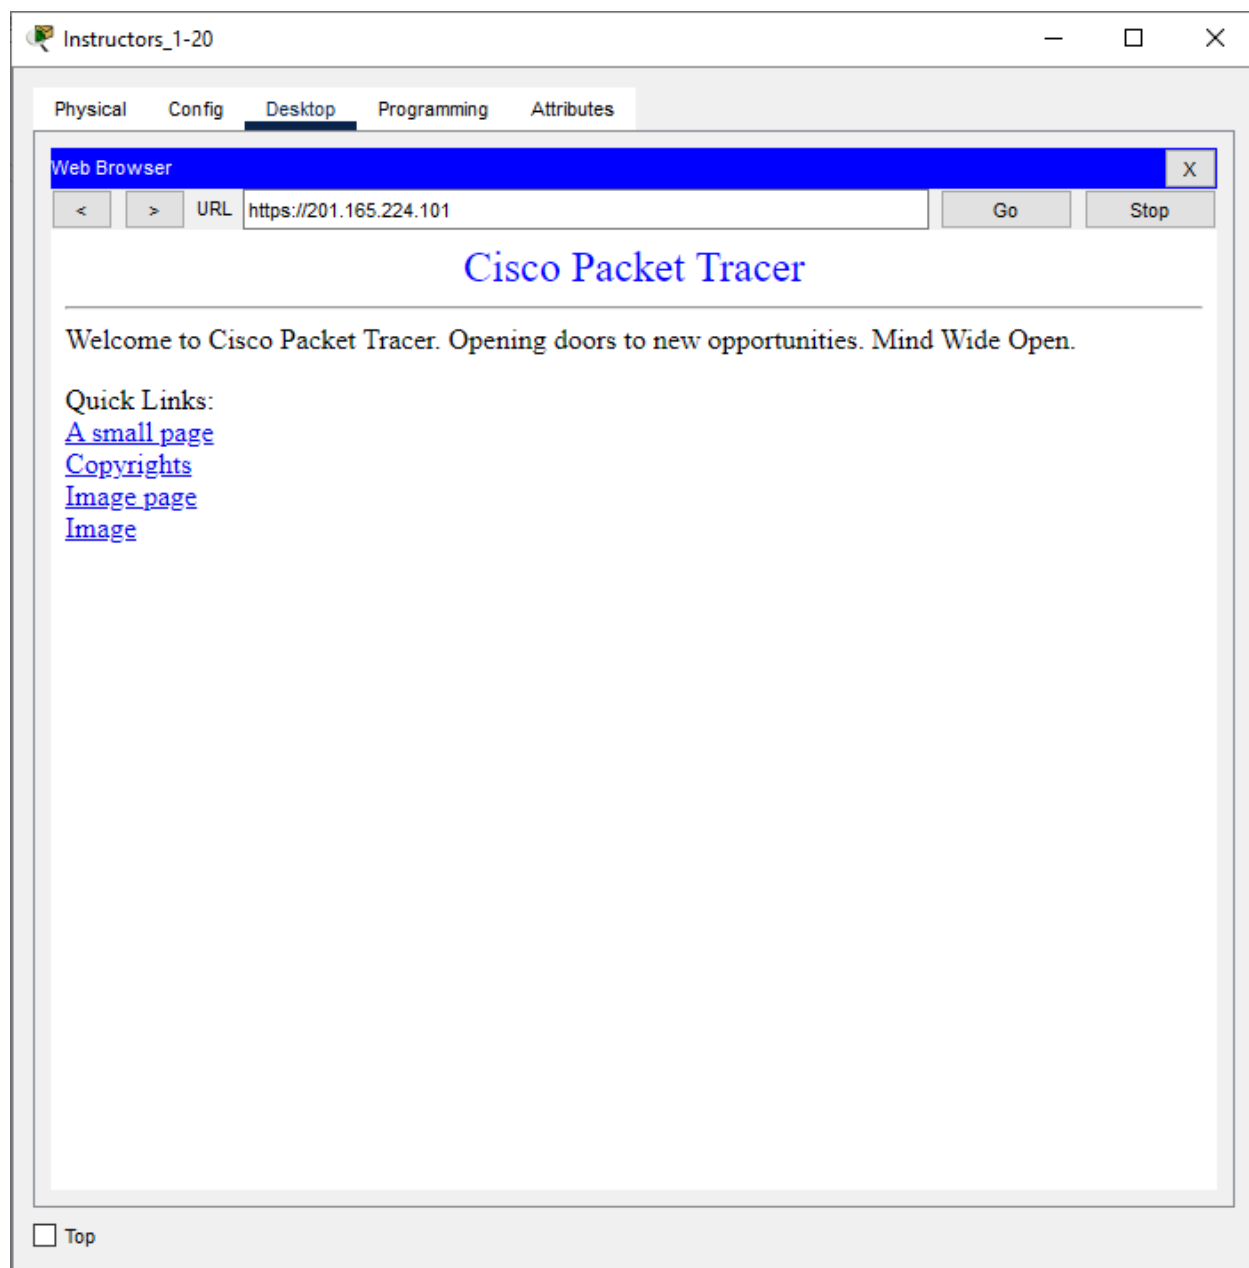 Instructors_1-20
Physical Config Desktop Programming Attributes
Web Browser X
< > URL https://201.165.224.101 Go Stop
Cisco Packet Tracer
Welcome to Cisco Packet Tracer. Opening doors to new opportunities. Mind Wide Open.
Quick Links:
A small page
Copyrights
Image page
Image
Top